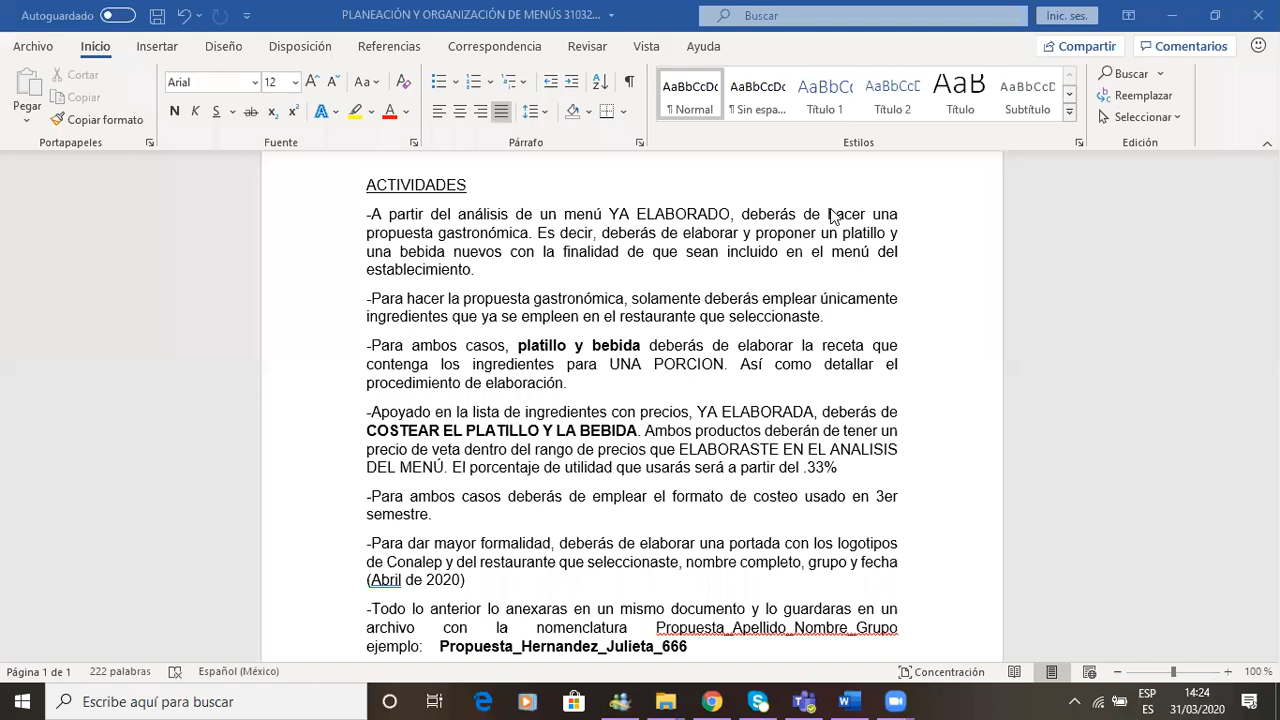 Autoguardado
PLANEACIÓN Y ORGANIZACIÓN DE MENÚS 31032...
Buscar
Inic. ses.
Archivo Inicio Insertar Diseño Disposición Referencias Correspondencia Revisar Vista Ayuda
Compartir Comentarios
Pegar
Cortar
Copiar
Copiar formato
Portapapeles
Arial 12
Aa
N K S ab x₂ x²
A A
Fuente
Párrafo
AaBbCcDc AaBbCcDc AaBbCc AaBbCcD AaB AaBbCcD
¶ Normal ¶ Sin espa... Título 1 Título 2 Título Subtítulo
Estilos
Buscar
Reemplazar
Seleccionar
Edición
ACTIVIDADES
-A partir del análisis de un menú YA ELABORADO, deberás de hacer una
propuesta gastronómica. Es decir, deberás de elaborar y proponer un platillo y
una bebida nuevos con la finalidad de que sean incluido en el menú del
establecimiento.
-Para hacer la propuesta gastronómica, solamente deberás emplear únicamente
ingredientes que ya se empleen en el restaurante que seleccionaste.
-Para ambos casos, platillo y bebida deberás de elaborar la receta que
contenga los ingredientes para UNA PORCION. Así como detallar el
procedimiento de elaboración.
-Apoyado en la lista de ingredientes con precios, YA ELABORADA, deberás de
COSTEAR EL PLATILLO Y LA BEBIDA. Ambos productos deberán de tener un
precio de veta dentro del rango de precios que ELABORASTE EN EL ANALISIS
DEL MENÚ. El porcentaje de utilidad que usarás será a partir del .33%
-Para ambos casos deberás de emplear el formato de costeo usado en 3er
semestre.
-Para dar mayor formalidad, deberás de elaborar una portada con los logotipos
de Conalep y del restaurante que seleccionaste, nombre completo, grupo y fecha
(Abril de 2020)
-Todo lo anterior lo anexaras en un mismo documento y lo guardaras en un
archivo con la nomenclatura Propuesta_Apellido_Nombre_Grupo
ejemplo: Propuesta_Hernandez_Julieta_666
Página 1 de 1 222 palabras Español (México) Concentración 100 %
Escribe aquí para buscar
ESP
ES
14:24
31/03/2020